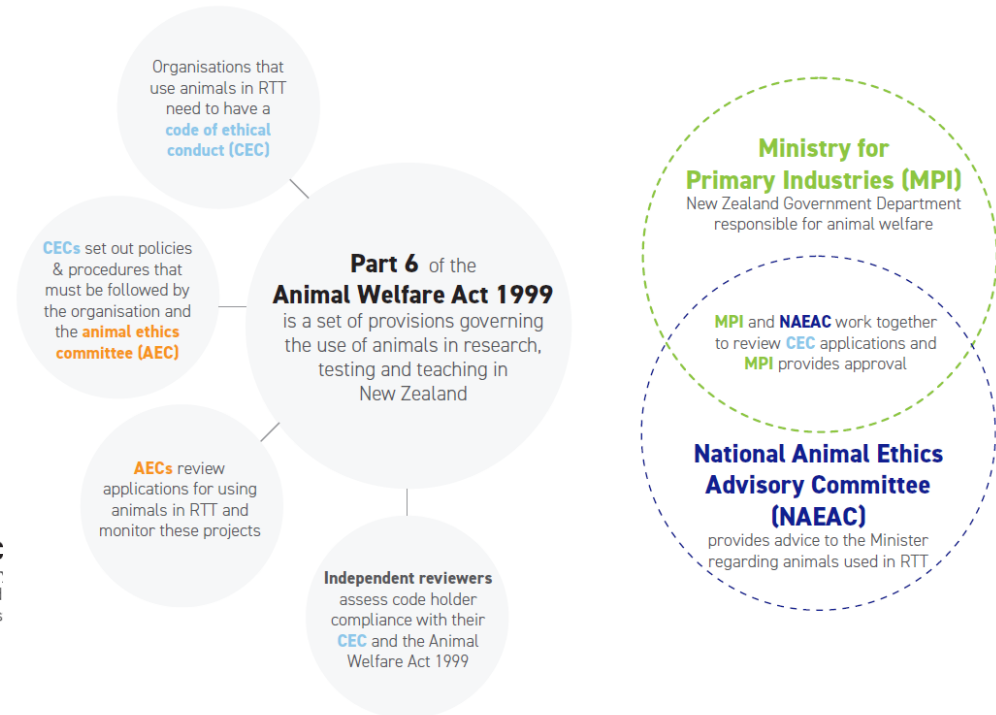 Organisations that
use animals in RTT
need to have a
code of ethical
conduct (CEC)
CECs set out policies
& procedures that
must be followed by
the organisation and
the animal ethics
committee (AEC)
AECs review
applications for using
animals in RTT and
monitor these projects
Independent reviewers
assess code holder
compliance with their
CEC and the Animal
Welfare Act 1999
Part 6 of the
Animal Welfare Act 1999
is a set of provisions governing
the use of animals in research,
testing and teaching in
New Zealand
Ministry for
Primary Industries (MPI)
New Zealand Government Department
responsible for animal welfare
MPI and NAEAC work together
to review CEC applications and
MPI provides approval
National Animal Ethics
Advisory Committee
(NAEAC)
provides advice to the Minister
regarding animals used in RTT